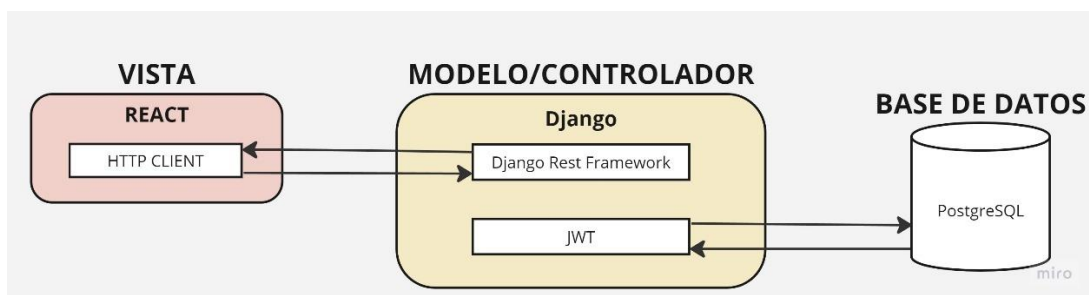 VISTA
REACT
HTTP CLIENT
MODELO/CONTROLADOR
Django
Django Rest Framework
JWT
BASE DE DATOS
PostgreSQL
miro